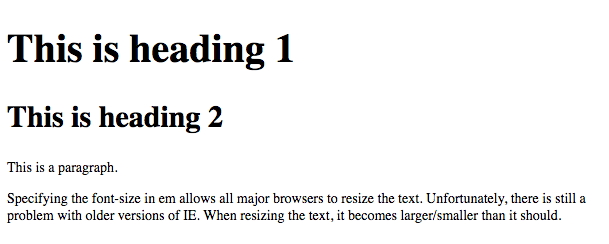 This is heading 1
This is heading 2
This is a paragraph.
Specifying the font-size in em allows all major browsers to resize the text. Unfortunately, there is still a
problem with older versions of IE. When resizing the text, it becomes larger/smaller than it should.